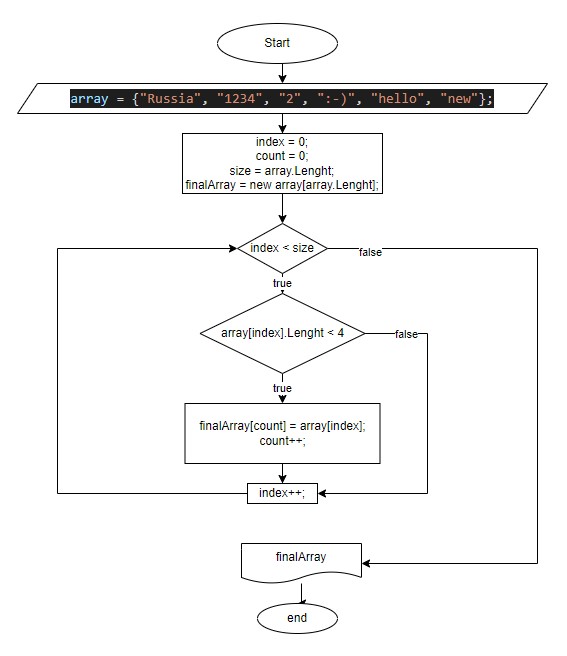 Start
array = {"Russia", "1234", "2", ":-)", "hello", "new"};
index = 0;
count = 0;
size = array.Lenght;
finalArray = new array[array.Lenght];
index < size
false
true
array[index].Lenght < 4
false
true
finalArray[count] = array[index];
count++;
index++;
finalArray
end